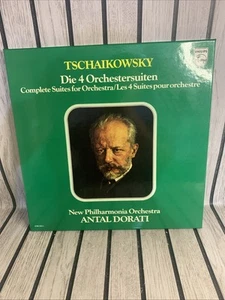 TSCHAIKOWSKY
Die 4 Orchestersuiten
Complete Suites for Orchestra/Les 4 Suites pour orchestre
New Philharmonia Orchestra
ANTAL DORATI